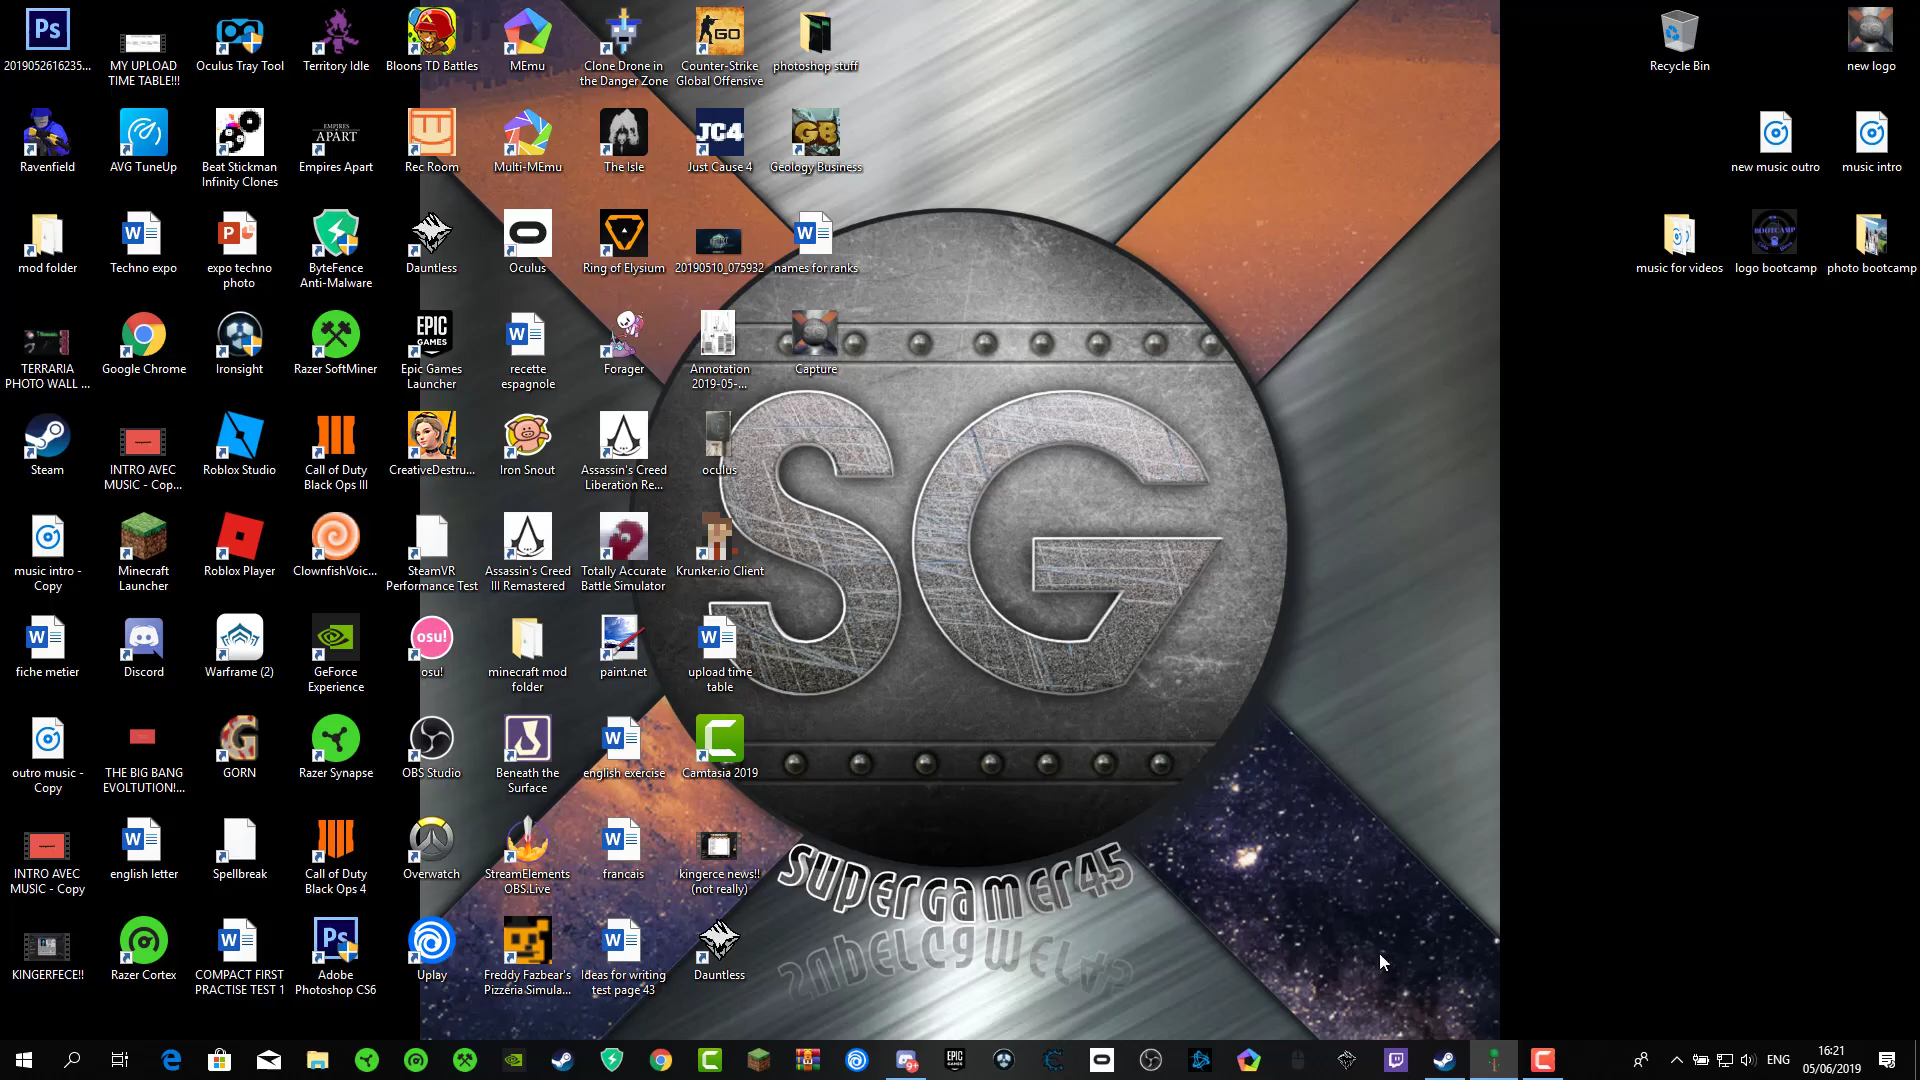 2019052616235...
MY UPLOAD
TIME TABLE!!!
Oculus Tray Tool
Territory Idle
Bloons TD Battles
MEmu
Clone Drone in
the Danger Zone
Counter-Strike
Global Offensive
photoshop stuff
Recycle Bin
new logo
Ravenfield
AVG TuneUp
Beat Stickman
Infinity Clones
Empires Apart
Rec Room
Multi-MEmu
The Isle
Just Cause 4
Geology Business
new music outro
music intro
mod folder
Techno expo
expo techno
photo
ByteFence
Anti-Malware
Dauntless
Oculus
Ring of Elysium
20190510_075932
names for ranks
music for videos
logo bootcamp
photo bootcamp
TERRARIA
PHOTO WALL ...
Google Chrome
Ironsight
Razer SoftMiner
Epic Games
Launcher
recette
espagnole
Forager
Annotation
2019-05-...
Capture
Steam
INTRO AVEC
MUSIC - Cop...
Roblox Studio
Call of Duty
Black Ops III
CreativeDestru...
Iron Snout
Assassin's Creed
Liberation Re...
oculus
SG
music intro -
Copy
Minecraft
Launcher
Roblox Player
ClownfishVoic...
SteamVR
Performance Test
Assassin's Creed
III Remastered
Totally Accurate
Battle Simulator
Krunker.io Client
fiche metier
Discord
Warframe (2)
GeForce
Experience
osu!
minecraft mod
folder
paint.net
upload time
table
outro music -
Copy
THE BIG BANG
EVOLTUTION!...
GORN
Razer Synapse
OBS Studio
Beneath the
Surface
english exercise
Camtasia 2019
INTRO AVEC
MUSIC - Copy
english letter
Spellbreak
Call of Duty
Black Ops 4
Overwatch
StreamElements
OBS.Live
francais
kingerce news!!
(not really)
SUPERGAMER45
KINGERFECE!!
Razer Cortex
COMPACT FIRST
PRACTISE TEST 1
Adobe
Photoshop CS6
Uplay
Freddy Fazbear's
Pizzeria Simula...
Ideas for writing
test page 43
Dauntless
ENG
16:21
05/06/2019